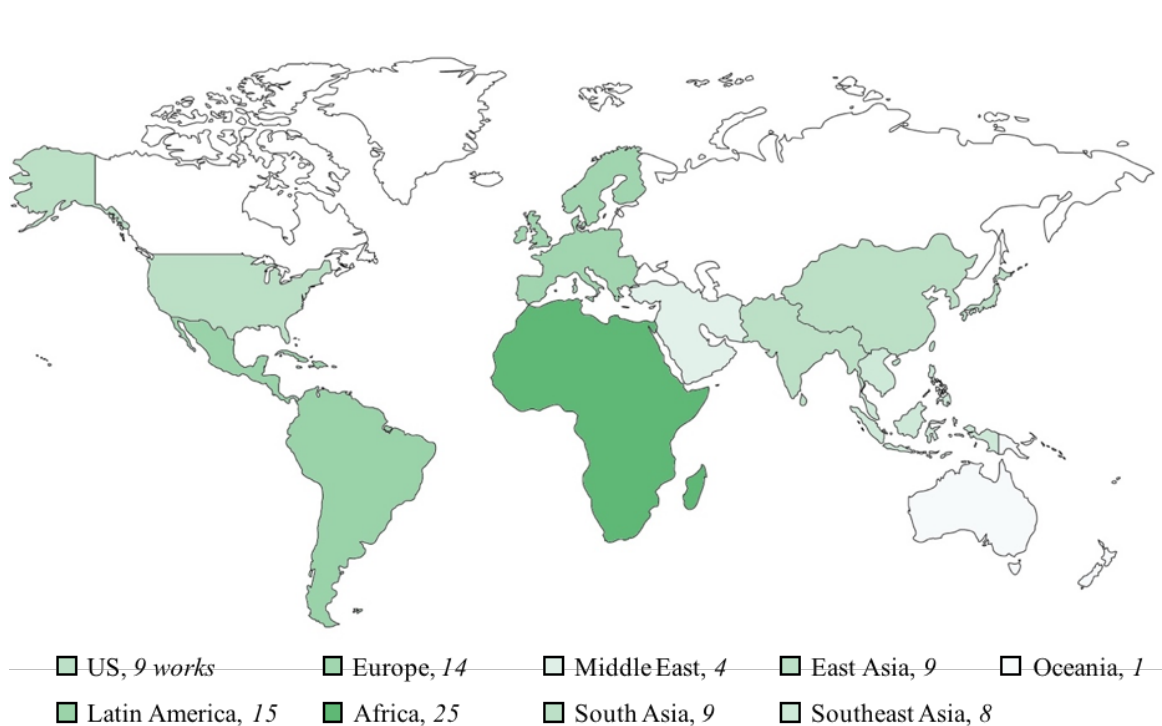 US, 9 works Europe, 14 Middle East, 4 East Asia, 9 Oceania, 1
Latin America, 15 Africa, 25 South Asia, 9 Southeast Asia, 8